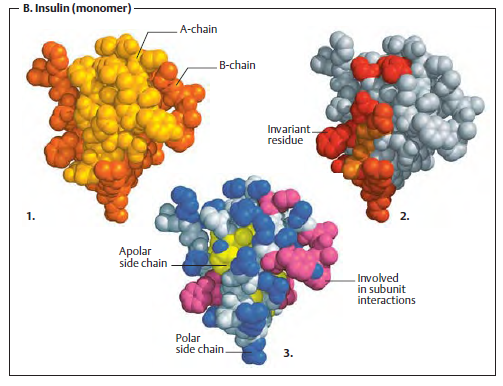 B. Insulin (monomer)
A-chain
B-chain
Invariant
residue
1.
2.
Apolar
side chain
Involved
in subunit
interactions
Polar
side chain
3.